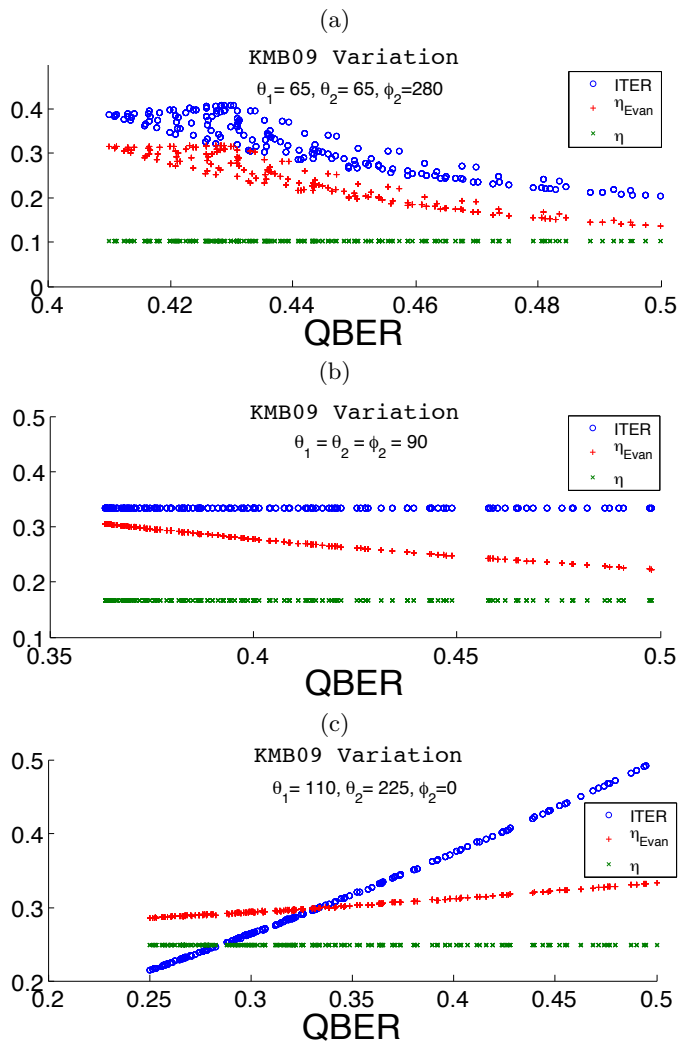 (a)
KMB09 Variation
θ1= 65, θ2= 65, ϕ2=280
ITER
ηEvan
η
0.4
0.3
0.2
0.1
0
0.4 0.42 0.44 0.46 0.48 0.5
QBER
(b)
KMB09 Variation
θ1 = θ2 = ϕ2 = 90
ITER
ηEvan
η
0.5
0.4
0.3
0.2
0.1
0.35 0.4 0.45 0.5
QBER
(c)
KMB09 Variation
θ1= 110, θ2= 225, ϕ2=0
ITER
ηEvan
η
0.5
0.4
0.3
0.2
0.2 0.25 0.3 0.35 0.4 0.45 0.5
QBER